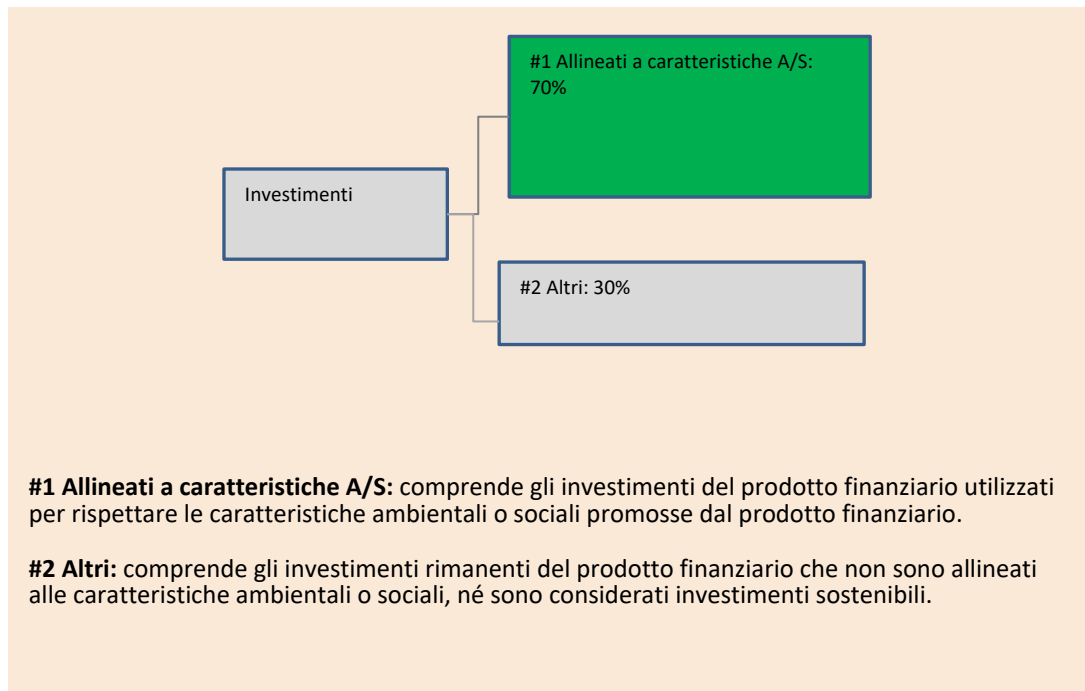 #1 Allineati a caratteristiche A/S:
70%
Investimenti
#2 Altri: 30%
#1 Allineati a caratteristiche A/S: comprende gli investimenti del prodotto finanziario utilizzati
per rispettare le caratteristiche ambientali o sociali promosse dal prodotto finanziario.
#2 Altri: comprende gli investimenti rimanenti del prodotto finanziario che non sono allineati
alle caratteristiche ambientali o sociali, né sono considerati investimenti sostenibili.